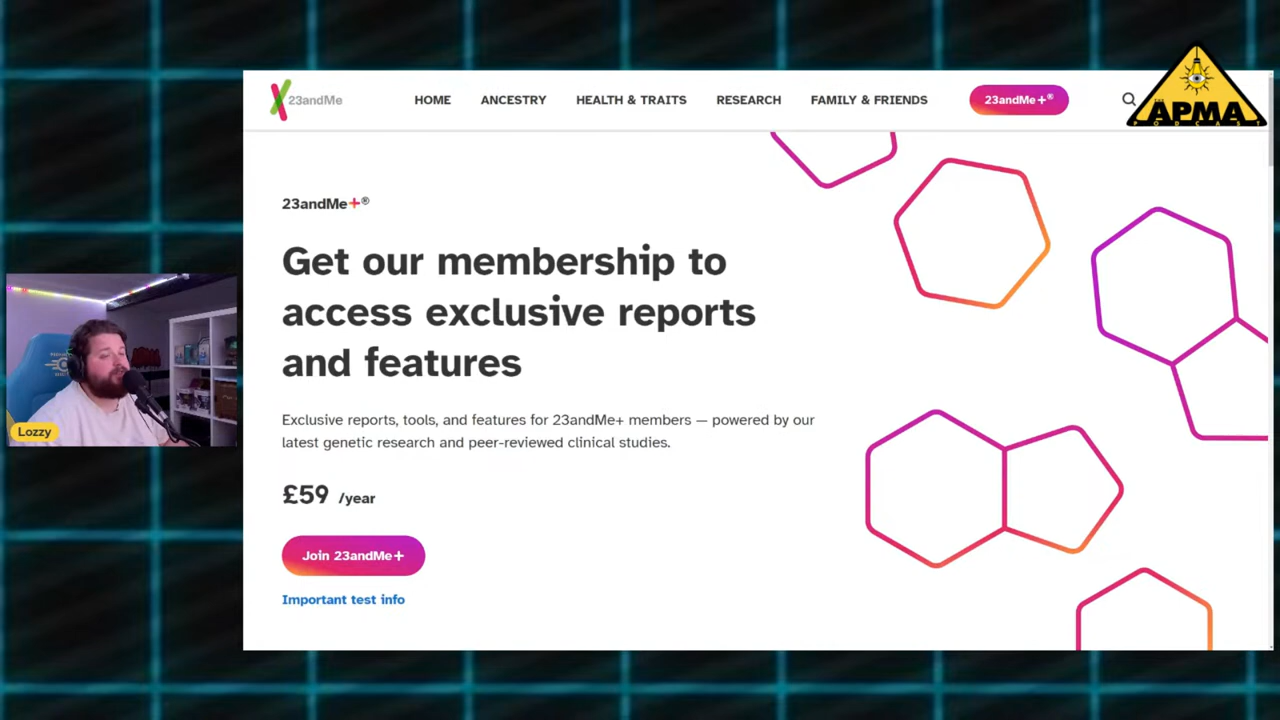 23andMe
HOME
ANCESTRY
HEALTH & TRAITS
RESEARCH
FAMILY & FRIENDS
23andMe+®
THE
APMA
PODCAST
23andMe+®
Get our membership to
access exclusive reports
and features
Exclusive reports, tools, and features for 23andMe+ members — powered by our
latest genetic research and peer-reviewed clinical studies.
£59 /year
Join 23andMe+
Important test info
Lozzy